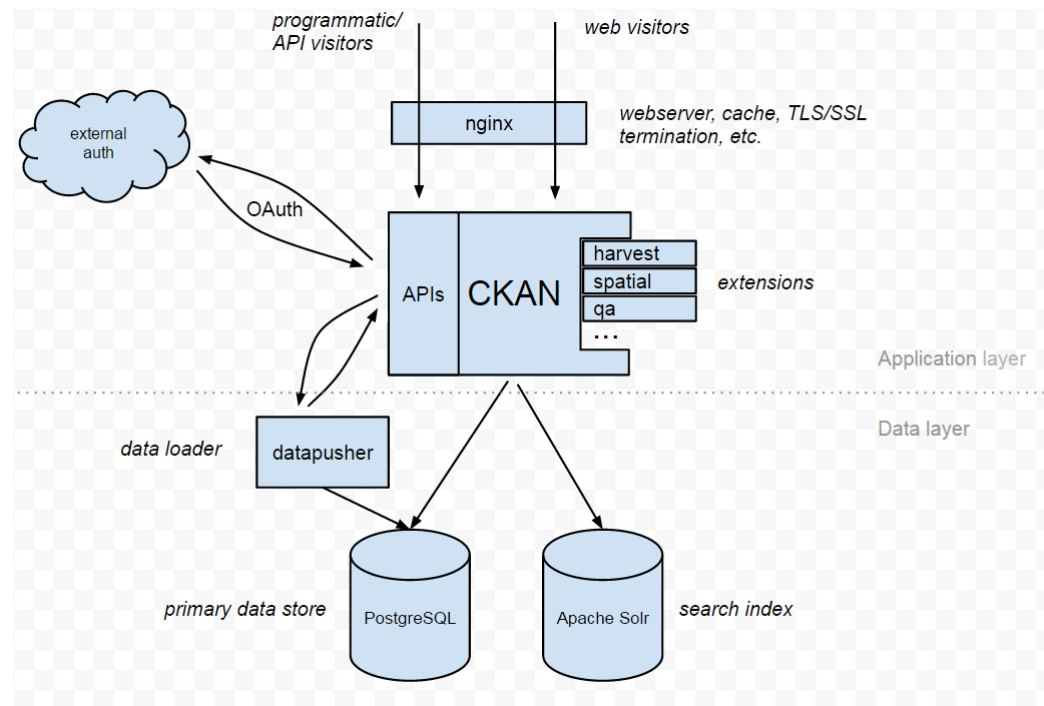 programmatic/
API visitors
web visitors
nginx
webserver, cache, TLS/SSL
termination, etc.
external
auth
OAuth
APIs
CKAN
harvest
spatial
qa
...
extensions
Application layer
Data layer
data loader
datapusher
primary data store
PostgreSQL
Apache Solr
search index